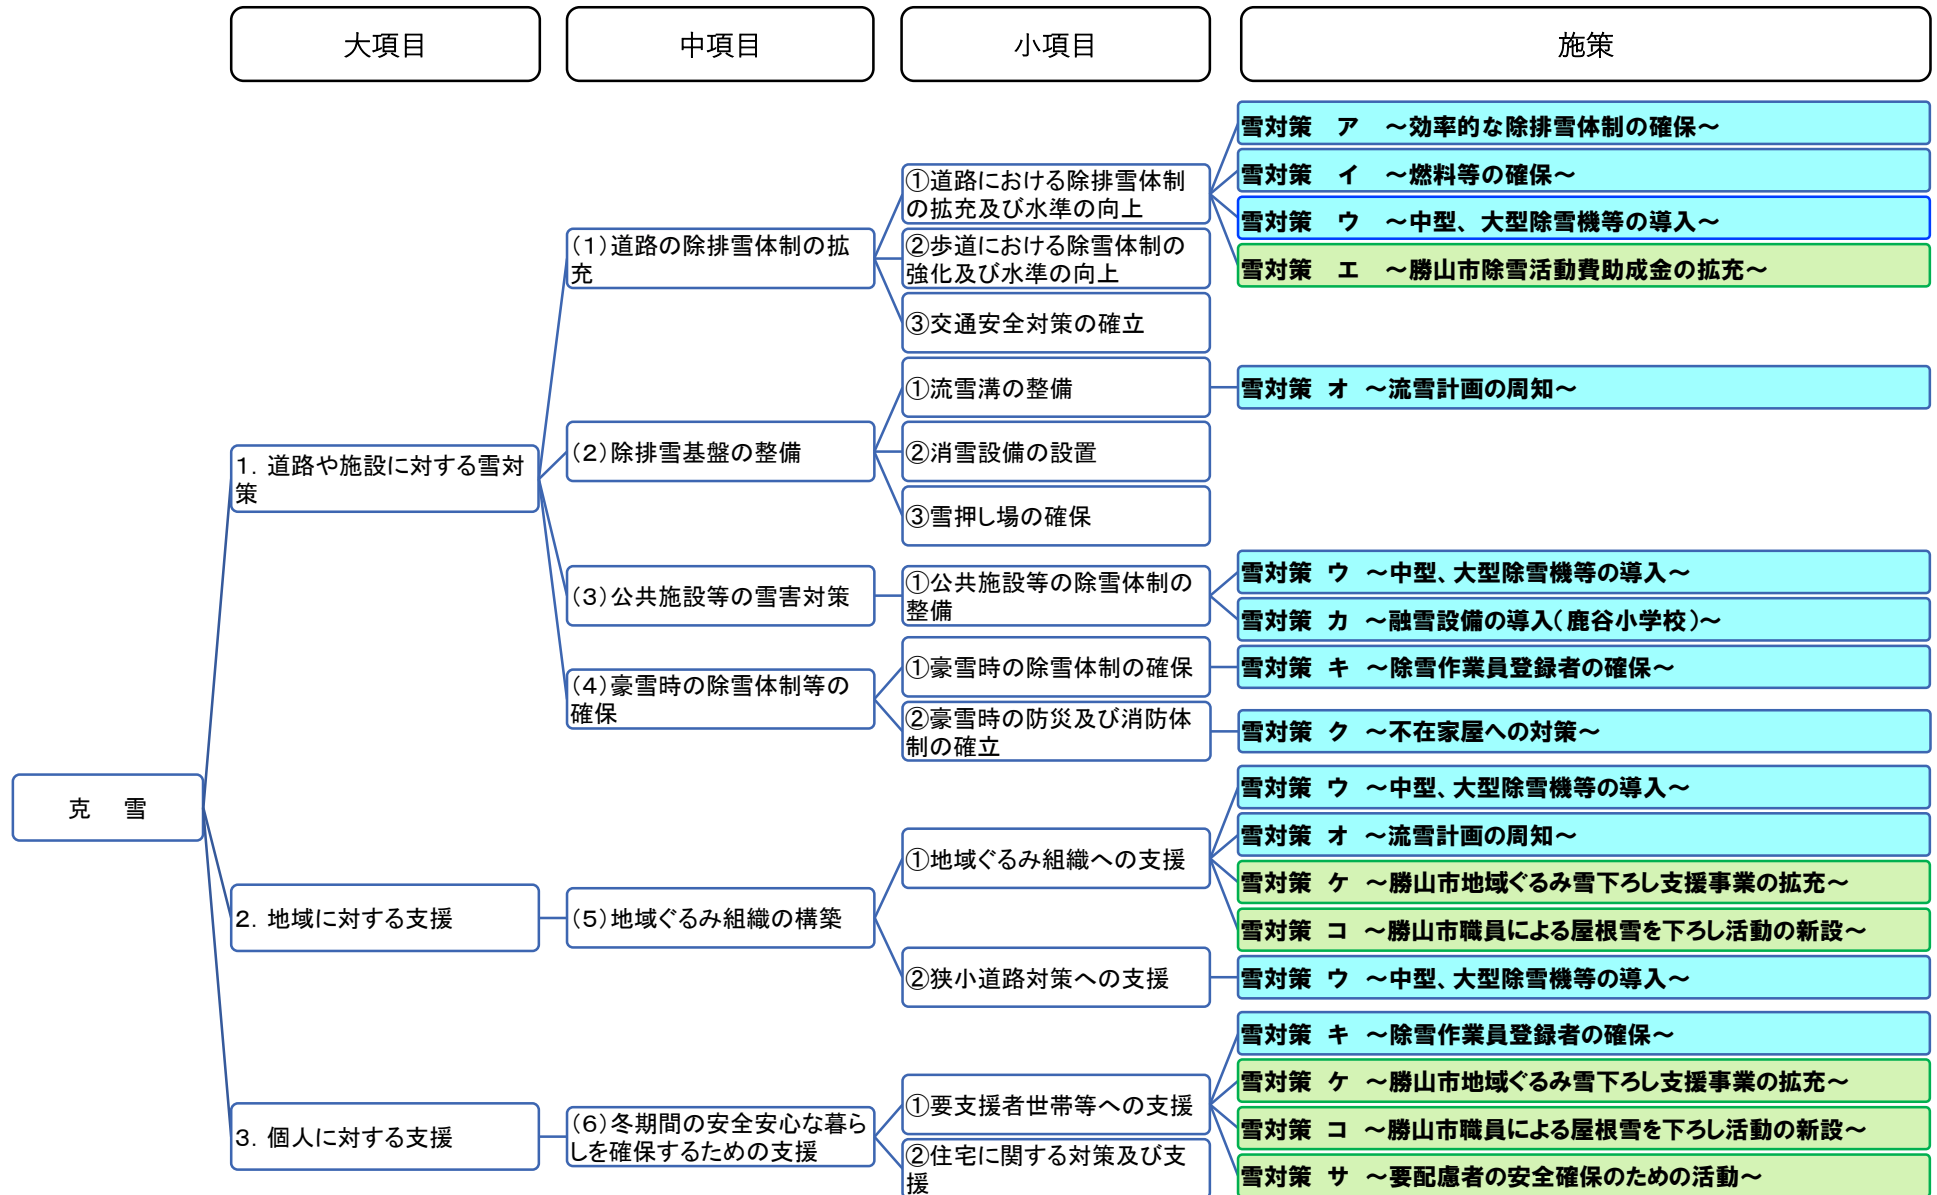 大項目
中項目
小項目
施策
克　雪
1．道路や施設に対する雪対
策
(1)道路の除排雪体制の拡
充
①道路における除排雪体制
の拡充及び水準の向上
雪対策　ア　～効率的な除排雪体制の確保～
雪対策　イ　～燃料等の確保～
雪対策　ウ　～中型、大型除雪機等の導入～
雪対策　エ　～勝山市除雪活動費助成金の拡充～
②歩道における除雪体制の
強化及び水準の向上
③交通安全対策の確立
(2)除排雪基盤の整備
①流雪溝の整備
雪対策　オ　～流雪計画の周知～
②消雪設備の設置
③雪押し場の確保
(3)公共施設等の雪害対策
①公共施設等の除雪体制の
整備
雪対策　ウ　～中型、大型除雪機等の導入～
雪対策　カ　～融雪設備の導入(鹿谷小学校)～
(4)豪雪時の除雪体制等の
確保
①豪雪時の除雪体制の確保
雪対策　キ　～除雪作業員登録者の確保～
②豪雪時の防災及び消防体
制の確立
雪対策　ク　～不在家屋への対策～
2．地域に対する支援
(5)地域ぐるみ組織の構築
①地域ぐるみ組織への支援
雪対策　ウ　～中型、大型除雪機等の導入～
雪対策　オ　～流雪計画の周知～
雪対策　ケ　～勝山市地域ぐるみ雪下ろし支援事業の拡充～
雪対策　コ　～勝山市職員による屋根雪を下ろし活動の新設～
②狭小道路対策への支援
雪対策　ウ　～中型、大型除雪機等の導入～
3．個人に対する支援
(6)冬期間の安全安心な暮ら
しを確保するための支援
①要支援者世帯等への支援
雪対策　キ　～除雪作業員登録者の確保～
雪対策　ケ　～勝山市地域ぐるみ雪下ろし支援事業の拡充～
雪対策　コ　～勝山市職員による屋根雪を下ろし活動の新設～
雪対策　サ　～要配慮者の安全確保のための活動～
②住宅に関する対策及び支
援